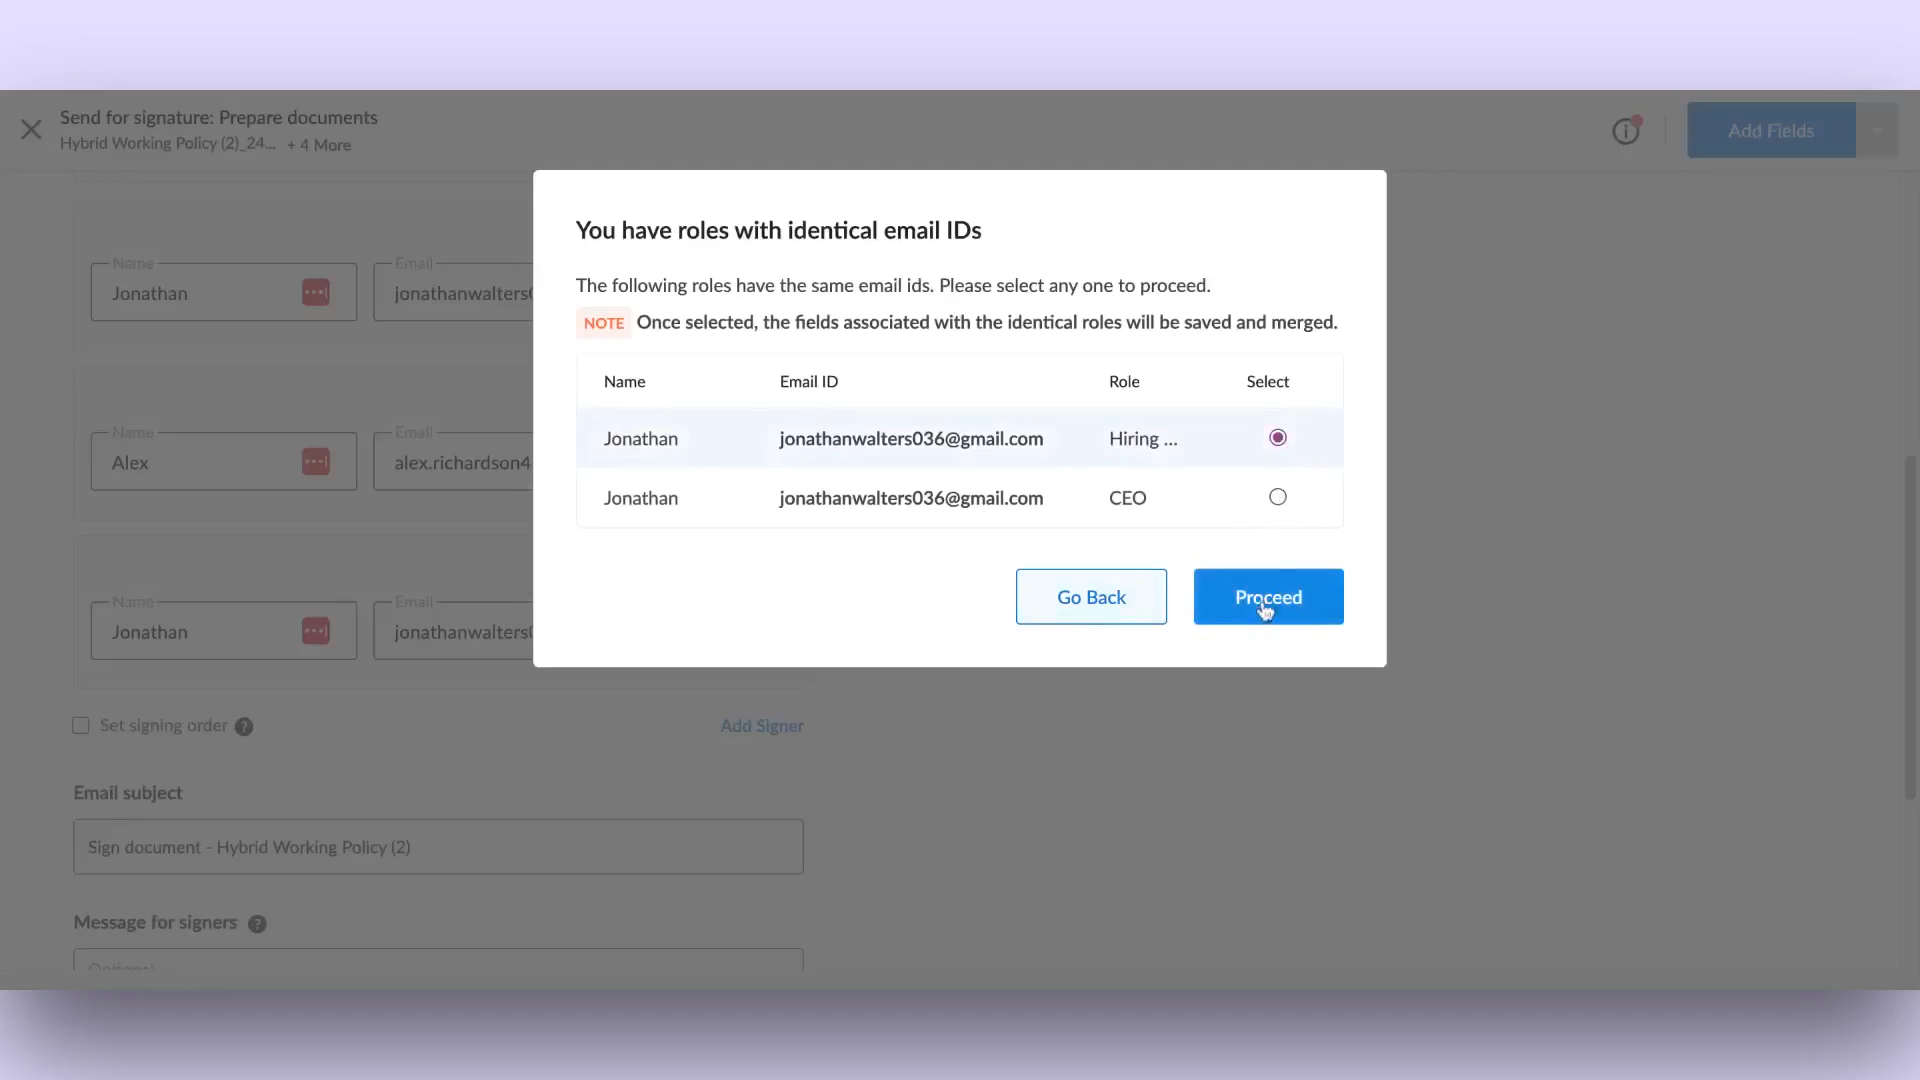 Send for signature: Prepare documents
Hybrid Working Policy (2)_24... + 4 More
Add Fields
You have roles with identical email IDs
The following roles have the same email ids. Please select any one to proceed.
NOTE Once selected, the fields associated with the identical roles will be saved and merged.
Name Email ID Role Select
Jonathan jonathanwalters036@gmail.com Hiring ...
Jonathan jonathanwalters036@gmail.com CEO
Go Back Proceed
Name Email
Jonathan jonathanwalters0
Name Email
Alex alex.richardson4
Name Email
Jonathan jonathanwalters0
Set signing order ? Add Signer
Email subject
Sign document - Hybrid Working Policy (2)
Message for signers ?
Optional